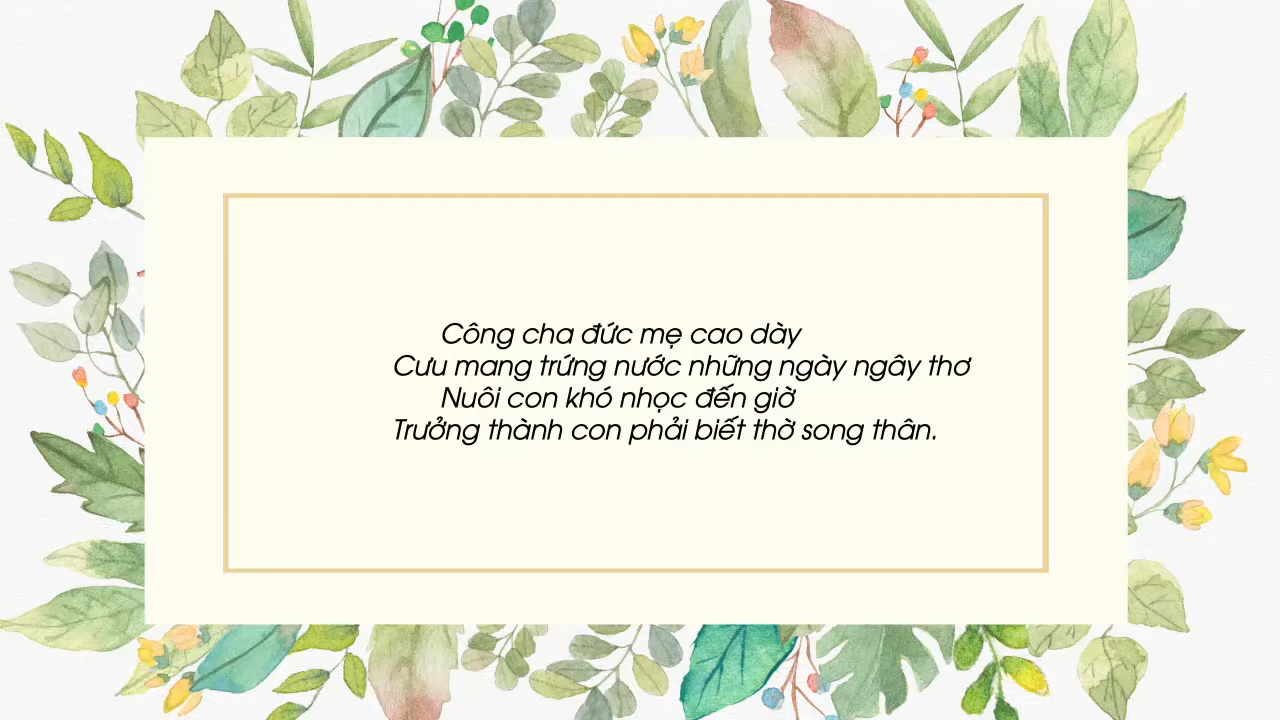 Công cha đức mẹ cao dày
Cưu mang trứng nước những ngày ngây thơ
Nuôi con khó nhọc đến giờ
Trưởng thành con phải biết thờ song thân.